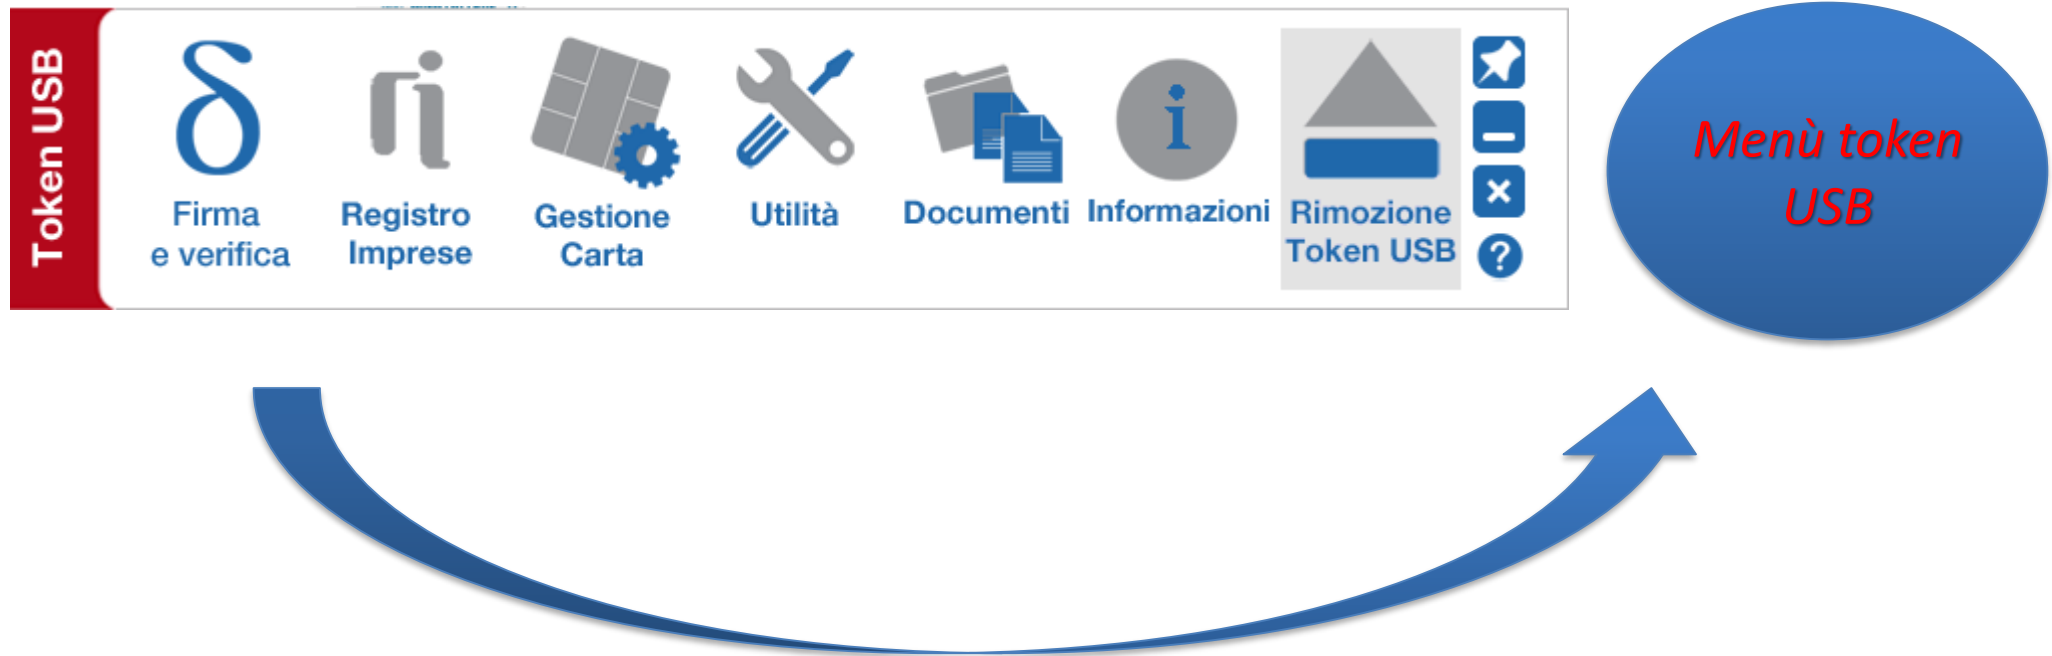 Token USB
Firma
e verifica
Registro
Imprese
Gestione
Carta
Utilità
Documenti
Informazioni
Rimozione
Token USB
Menù token
USB